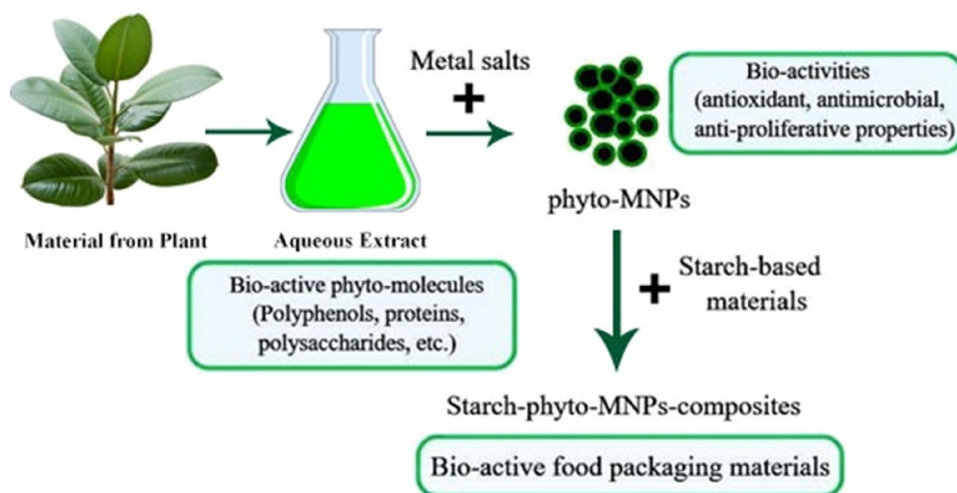 Metal salts
+
Bio-activities
(antioxidant, antimicrobial,
anti-proliferative properties)
phyto-MNPs
Material from Plant
Aqueous Extract
Bio-active phyto-molecules
(Polyphenols, proteins,
polysaccharides, etc.)
+ Starch-based
materials
Starch-phyto-MNPs-composites
Bio-active food packaging materials